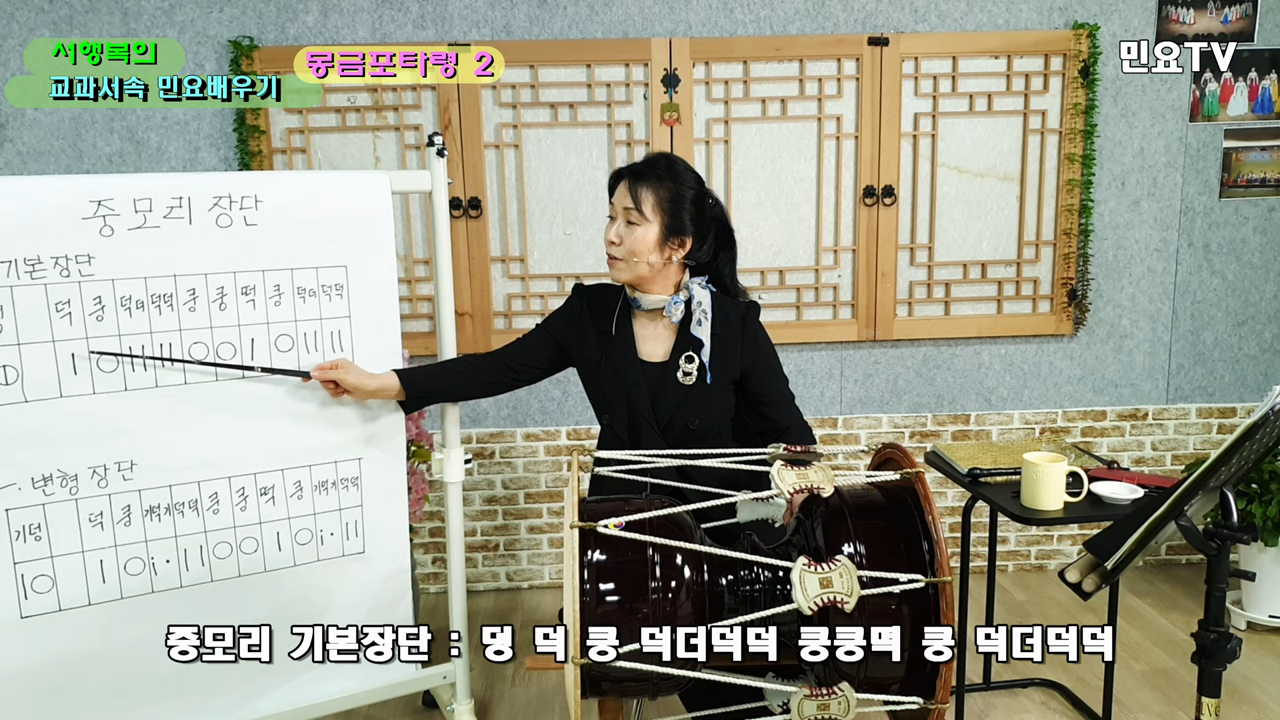 서행록의
교과서속 민요배우기
몽금포타령 2
민요TV
중모리 장단
기본장단
덕 쿵 덕더 덕덕 쿵 쿵 떡 쿵 덕더 덕덕
변형 장단
기덩 덕 쿵 기덕기 덕덕 쿵 쿵 떡 쿵 기덕기 덕덕
중모리 기본장단 : 덩 덕 쿵 덕더덕덕 쿵쿵떡 쿵 덕더덕덕